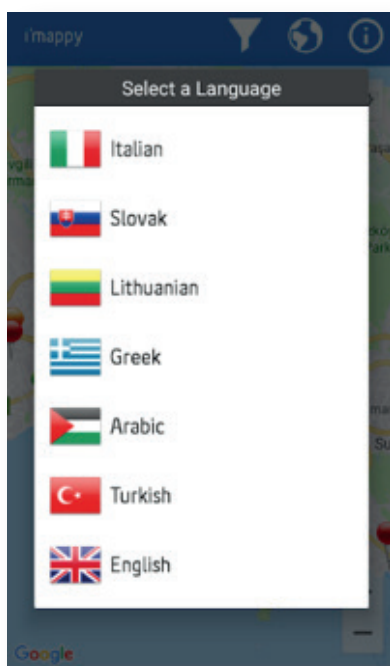 i'mappy
Select a Language
Italian
Slovak
Lithuanian
Greek
Arabic
Turkish
English
Google